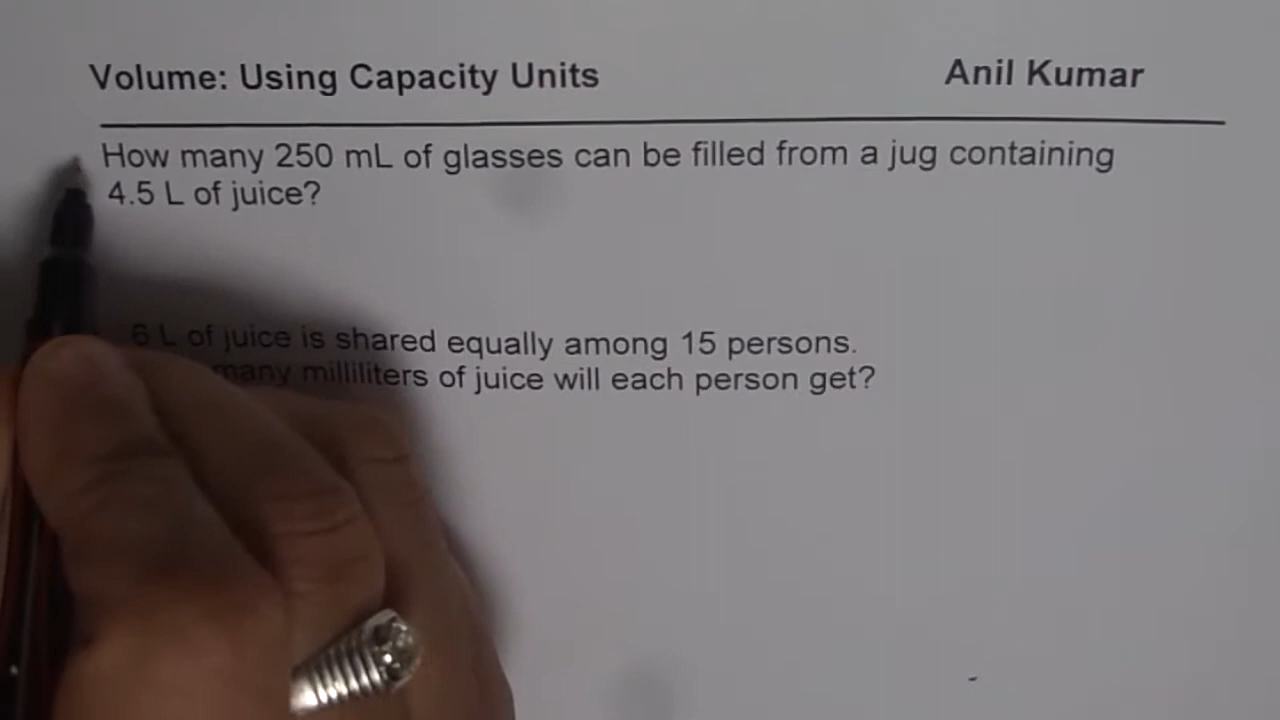 Volume: Using Capacity Units
Anil Kumar
How many 250 mL of glasses can be filled from a jug containing
4.5 L of juice?
6 L of juice is shared equally among 15 persons.
many milliliters of juice will each person get?